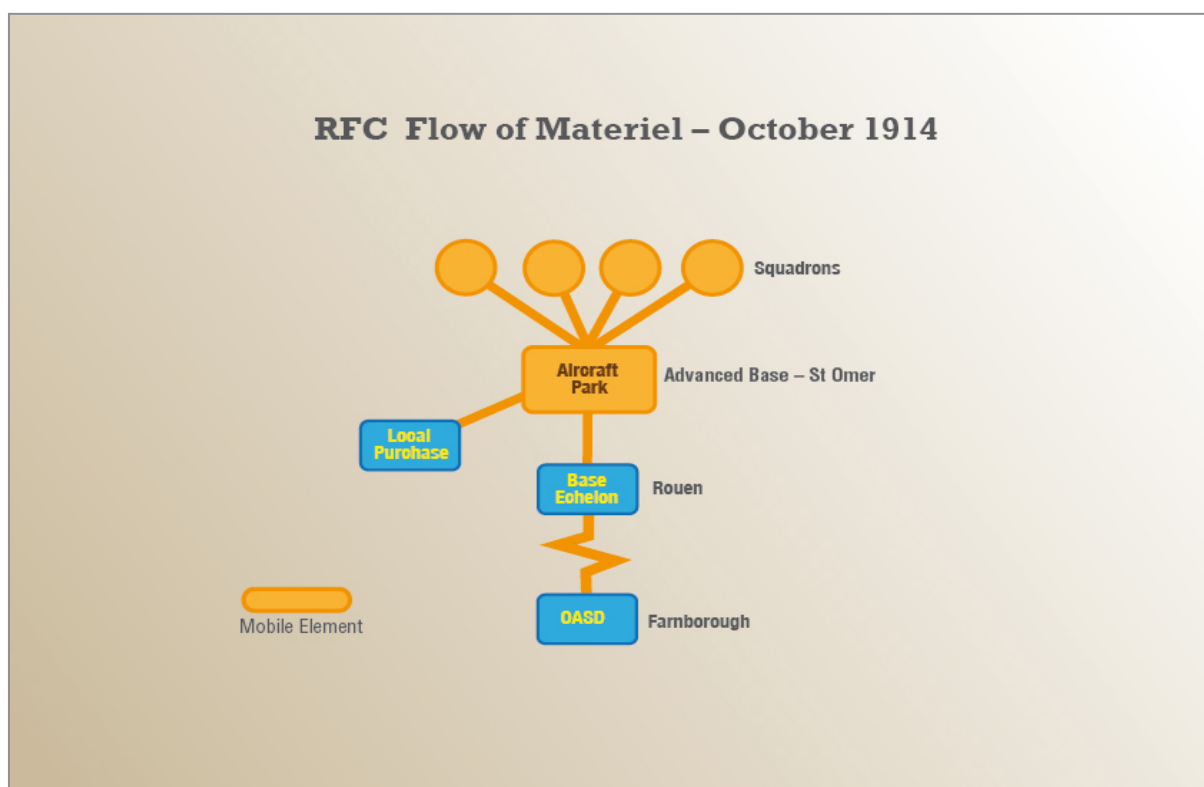 RFC Flow of Materiel – October 1914
Squadrons
Aircraft
Park
Advanced Base – St Omer
Local
Purchase
Base
Echelon
Rouen
OASD
Farnborough
Mobile Element